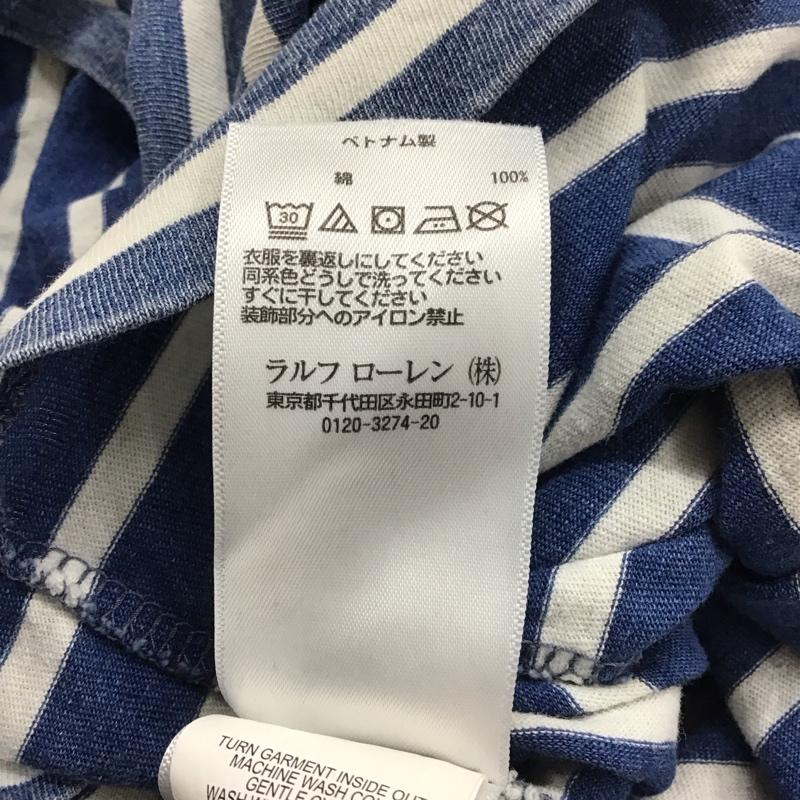 ベトナム製
綿 100%
30
衣服を裏返しにしてください
同系色どうしで洗ってください
すぐに干してください
装飾部分へのアイロン禁止
ラルフ ローレン (株)
東京都千代田区永田町2-10-1
0120-3274-20
TURN GARMENT INSIDE OUT
MACHINE WASH
GENTLE
WASH